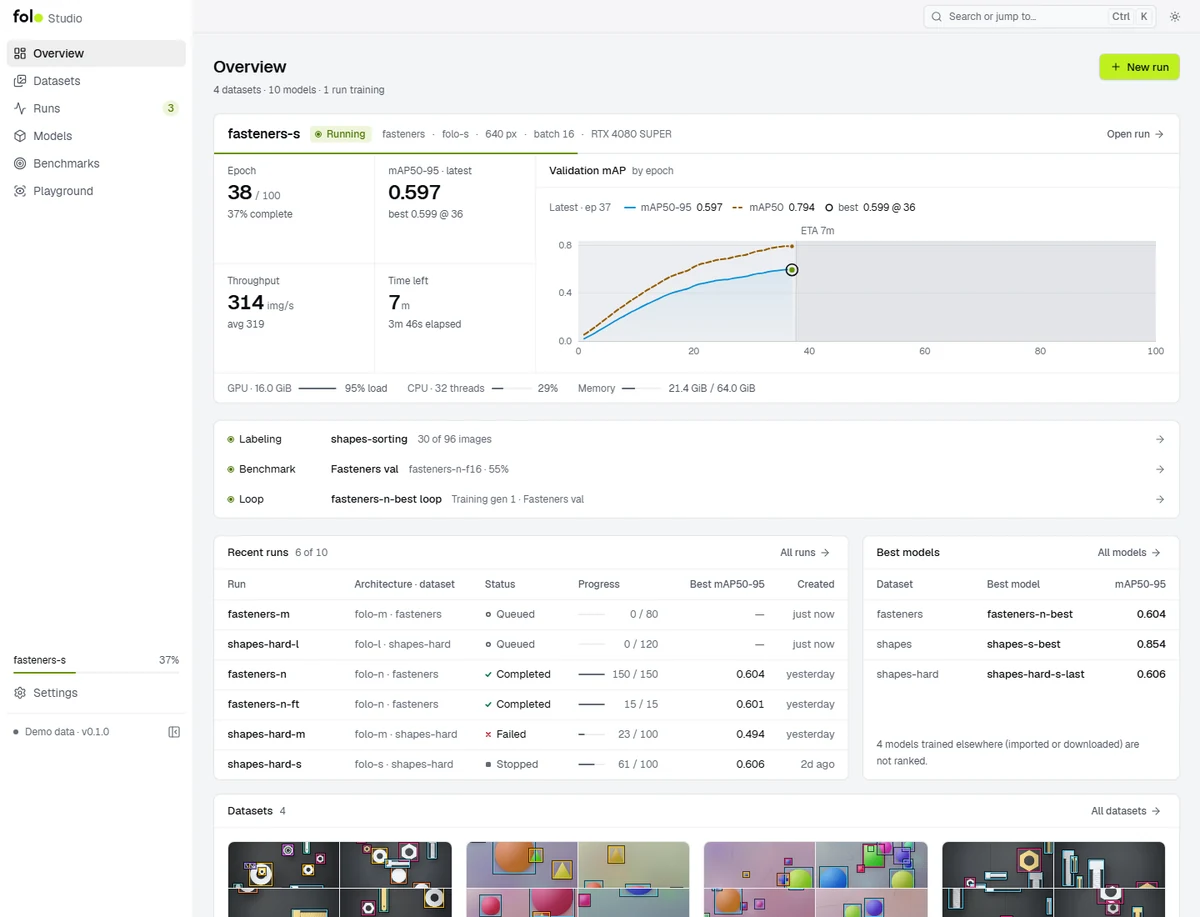 folo Studio
Search or jump to… Ctrl K
Overview
Datasets
Runs 3
Models
Benchmarks
Playground
fasteners-s 37%
Settings
Demo data · v0.1.0
Overview
4 datasets · 10 models · 1 run training
+ New run
fasteners-s Running fasteners · folo-s · 640 px · batch 16 · RTX 4080 SUPER Open run →
Epoch
38 / 100
37% complete
mAP50-95 · latest
0.597
best 0.599 @ 36
Throughput
314 img/s
avg 319
Time left
7 m
3m 46s elapsed
Validation mAP by epoch
Latest · ep 37 mAP50-95 0.597 mAP50 0.794 best 0.599 @ 36
ETA 7m
0.8
0.4
0.0
0 20 40 60 80 100
GPU · 16.0 GiB 95% load CPU · 32 threads 29% Memory 21.4 GiB / 64.0 GiB
Labeling shapes-sorting 30 of 96 images →
Benchmark Fasteners val fasteners-n-f16 · 55% →
Loop fasteners-n-best loop Training gen 1 · Fasteners val →
Recent runs 6 of 10 All runs →
Run Architecture · dataset Status Progress Best mAP50-95 Created
fasteners-m folo-m · fasteners Queued 0 / 80 — just now
shapes-hard-l folo-l · shapes-hard Queued 0 / 120 — just now
fasteners-n folo-n · fasteners Completed 150 / 150 0.604 yesterday
fasteners-n-ft folo-n · fasteners Completed 15 / 15 0.601 yesterday
shapes-hard-m folo-m · shapes-hard Failed 23 / 100 0.494 yesterday
shapes-hard-s folo-s · shapes-hard Stopped 61 / 100 0.606 2d ago
Best models All models →
Dataset Best model mAP50-95
fasteners fasteners-n-best 0.604
shapes shapes-s-best 0.854
shapes-hard shapes-hard-s-last 0.606
4 models trained elsewhere (imported or downloaded) are
not ranked.
Datasets 4 All datasets →